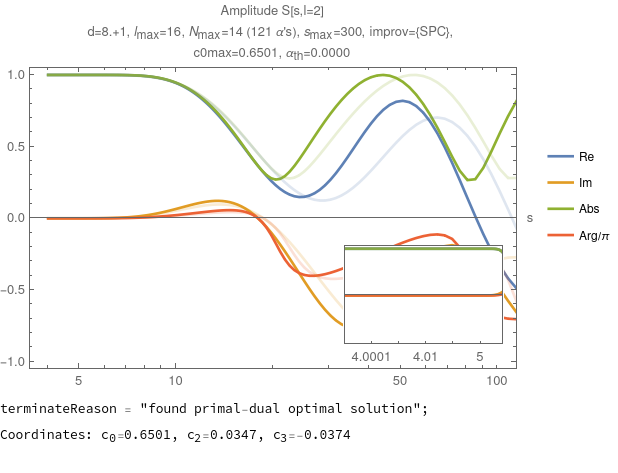 Amplitude S[s,l=2]
d=8.+1, lmax=16, Nmax=14 (121 α's), smax=300, improv={SPC},
c0max=0.6501, αth=0.0000
1.0
0.5
0.0
−0.5
−1.0
s
4.0001 4.01 5
5 10 50 100
Re
Im
Abs
Arg/π
terminateReason = "found primal-dual optimal solution";
Coordinates: c0=0.6501, c2=0.0347, c3=-0.0374